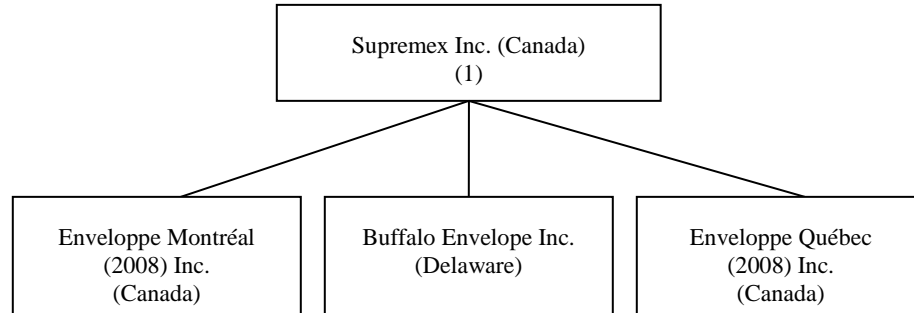 Supremex Inc. (Canada)
(1)
Enveloppe Montréal
(2008) Inc.
(Canada)
Buffalo Envelope Inc.
(Delaware)
Enveloppe Québec
(2008) Inc.
(Canada)